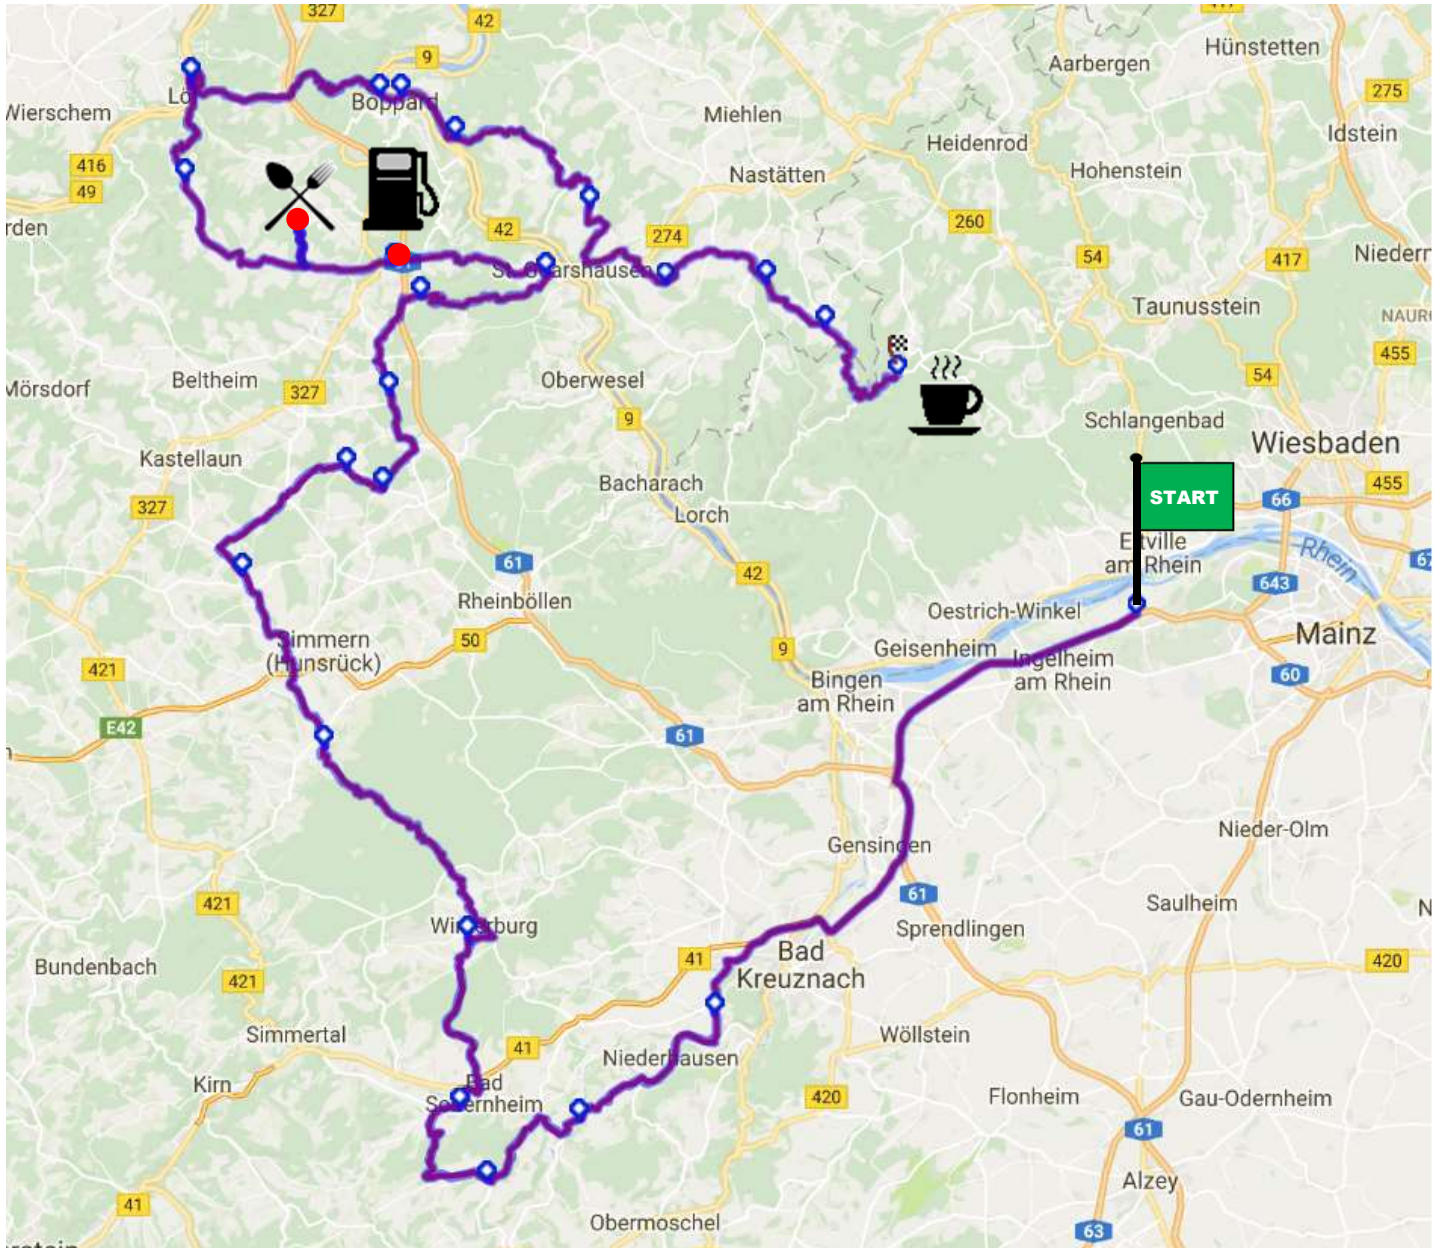 327
42
Hünstetten
9
Aarbergen
275
Boppard
Wierschem
Miehlen
Idstein
Heidenrod
416
Hohenstein
Nastätten
49
260
rden
42
274
54
417
Niedern
Taunusstein
NAURO
455
Mörsdorf
Beltheim
327
Oberwesel
54
9
Schlangenbad
Wiesbaden
Kastellaun
Bacharach
455
START
66
327
Lorch
am Rhein
Rhein
61
42
643
67
Rheinböllen
Oestrich-Winkel
Mainz
Simmern
(Hunsrück)
50
9
Geisenheim
Ingelheim
am Rhein
421
Bingen
am Rhein
60
E42
61
Gensingen
Nieder-Olm
421
61
Saulheim
Sprendlingen
Bad
Kreuznach
41
420
Bundenbach
421
Simmertal
41
Niederhausen
Wöllstein
Kirn
Bad
420
Flonheim
Gau-Odernheim
61
Alzey
41
Obermoschel
63